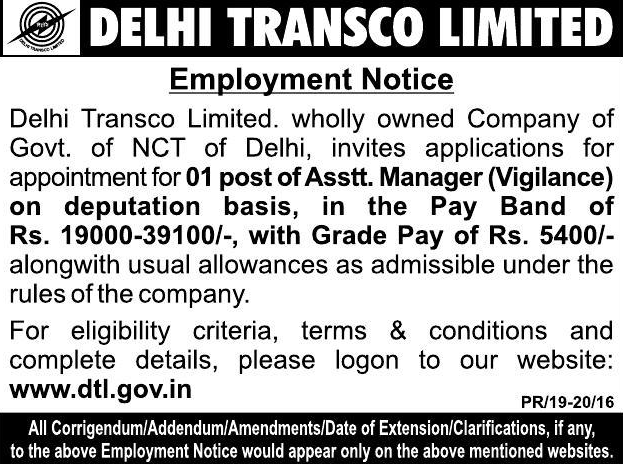 DELHI TRANSCO LIMITED
DELHI TRANSCO LIMITED
Employment Notice
Delhi Transco Limited. wholly owned Company of
Govt. of NCT of Delhi, invites applications for
appointment for 01 post of Asstt. Manager (Vigilance)
on deputation basis, in the Pay Band of
Rs. 19000-39100/-, with Grade Pay of Rs. 5400/-
alongwith usual allowances as admissible under the
rules of the company.
For eligibility criteria, terms & conditions and
complete details, please logon to our website:
www.dtl.gov.in
PR/19-20/16
All Corrigendum/Addendum/Amendments/Date of Extension/Clarifications, if any,
to the above Employment Notice would appear only on the above mentioned websites.